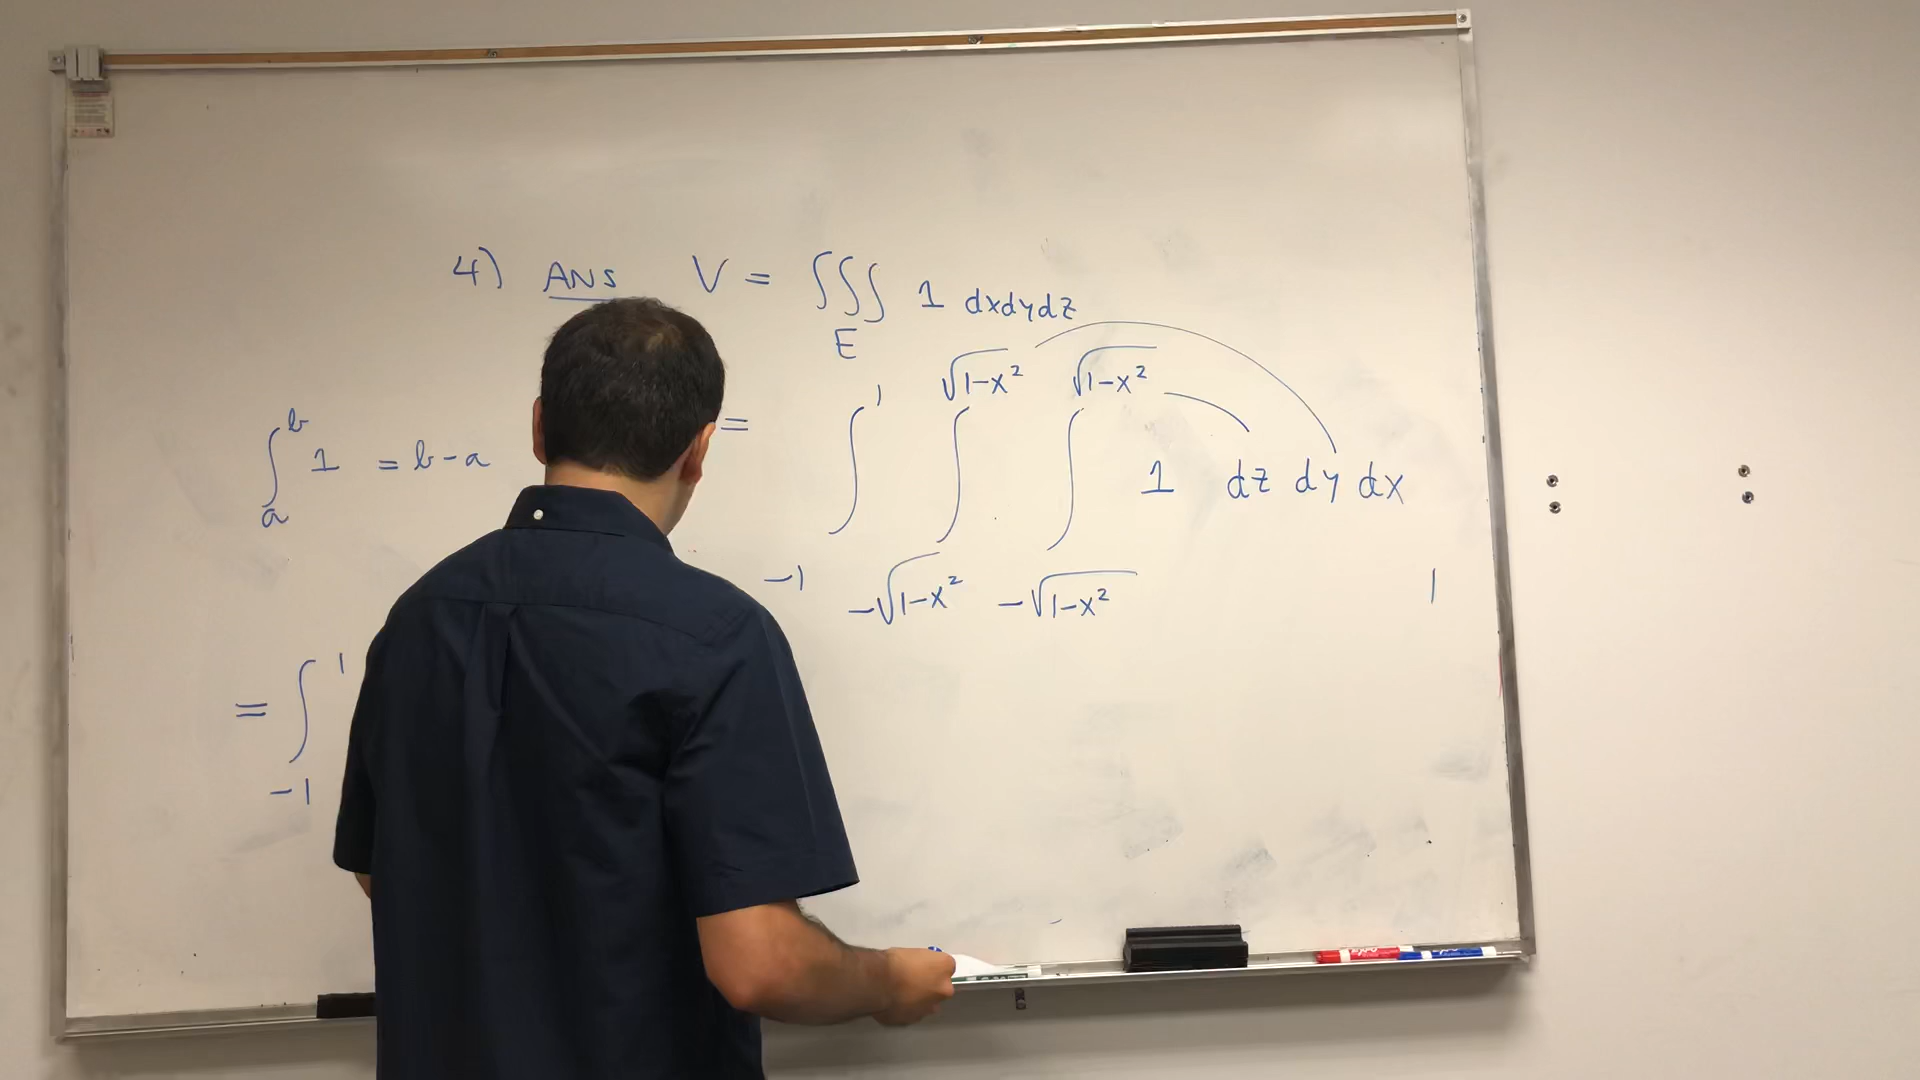 4) ANS V = ∫∫∫_E 1 dxdydz
∫_a^b 1 = b-a
= ∫_{-1}^{1} ∫_{-√(1-x²)}^{√(1-x²)} ∫_{-√(1-x²)}^{√(1-x²)} 1 dz dy dx
= ∫_{-1}^{1}